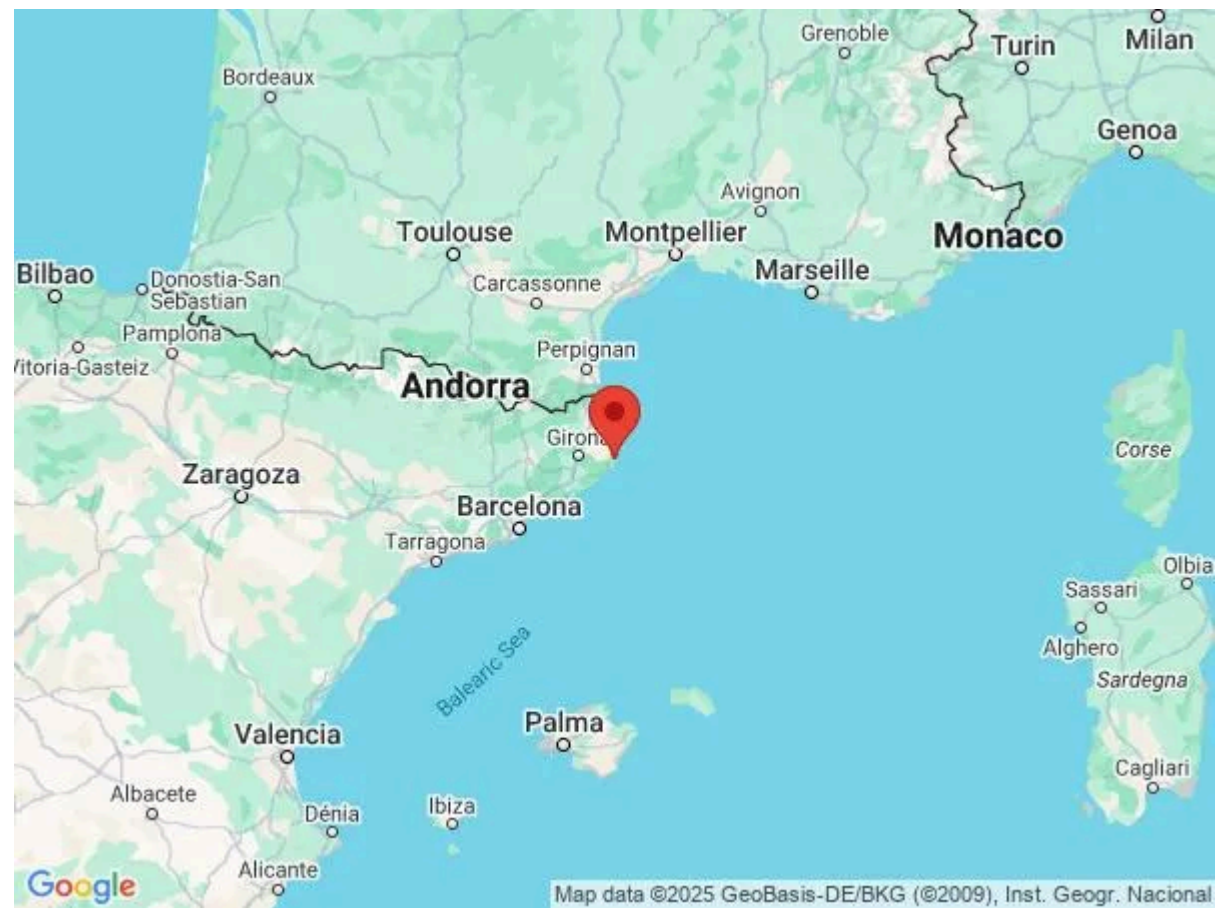 Grenoble
Turin
Milan
Bordeaux
Genoa
Avignon
Toulouse
Montpellier
Monaco
Bilbao
Donostia-San
Sebastian
Carcassonne
Marseille
Pamplona
Vitoria-Gasteiz
Perpignan
Andorra
Girona
Corse
Zaragoza
Barcelona
Tarragona
Olbia
Sassari
Alghero
Balearic Sea
Sardegna
Palma
Valencia
Cagliari
Albacete
Ibiza
Dénia
Alicante
Google
Map data ©2025 GeoBasis-DE/BKG (©2009), Inst. Geogr. Nacional